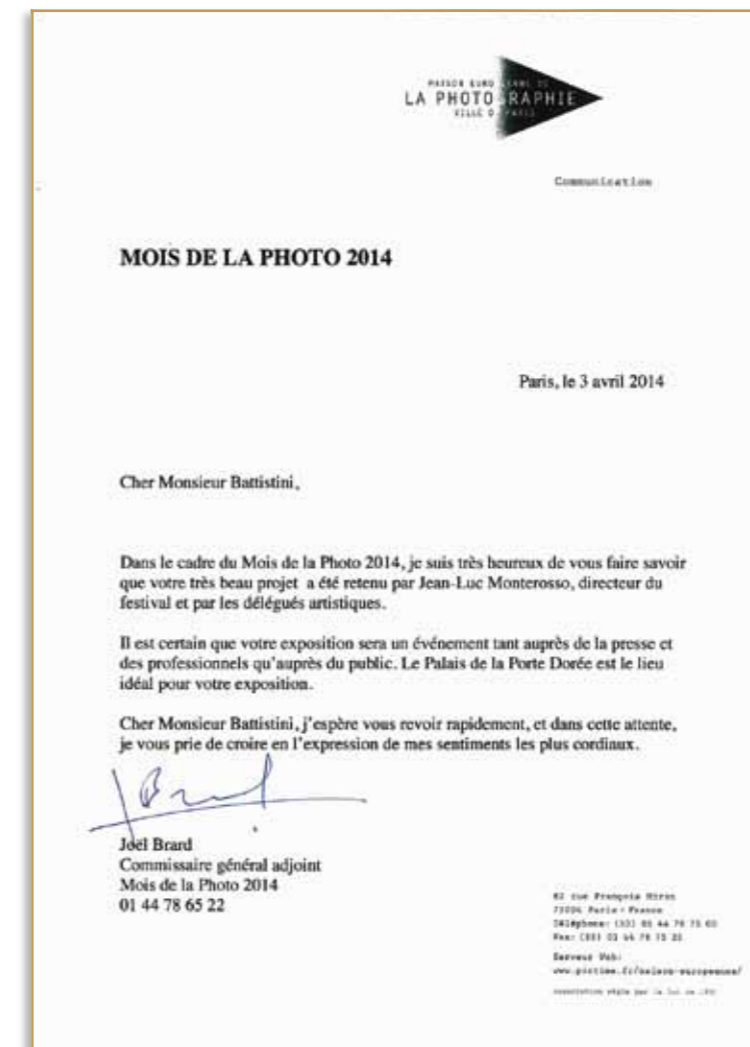 LA PHOTOGRAPHIE
Communication
MOIS DE LA PHOTO 2014
Paris, le 3 avril 2014
Cher Monsieur Battistini,
Dans le cadre du Mois de la Photo 2014, je suis très heureux de vous faire savoir
que votre très beau projet a été retenu par Jean-Luc Monterosso, directeur du
festival et par les délégués artistiques.
Il est certain que votre exposition sera un événement tant auprès de la presse et
des professionnels qu'auprès du public. Le Palais de la Porte Dorée est le lieu
idéal pour votre exposition.
Cher Monsieur Battistini, j'espère vous revoir rapidement, et dans cette attente,
je vous prie de croire en l'expression de mes sentiments les plus cordiaux.
JBrard
Joël Brard
Commissaire général adjoint
Mois de la Photo 2014
01 44 78 65 22
rue François
Paris - France
Téléphone:
Fax:
Serveur Web: